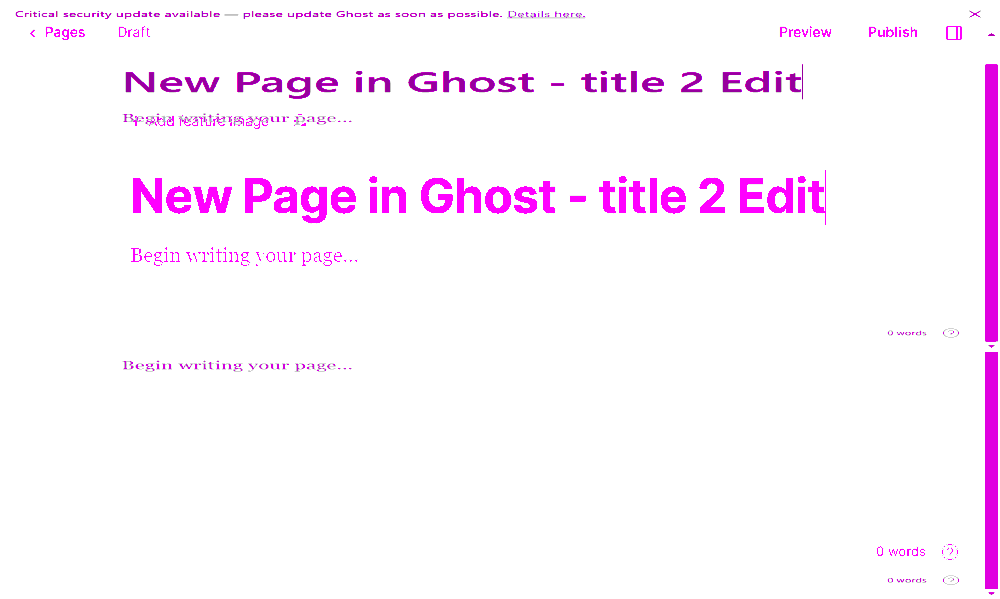 Critical security update available — please update Ghost as soon as possible. Details here.
Pages Draft Preview Publish
New Page in Ghost - title 2 Edit
Begin writing your page...
+ Add feature image
New Page in Ghost - title 2 Edit
Begin writing your page...
0 words ?
Begin writing your page...
0 words ?
0 words ?